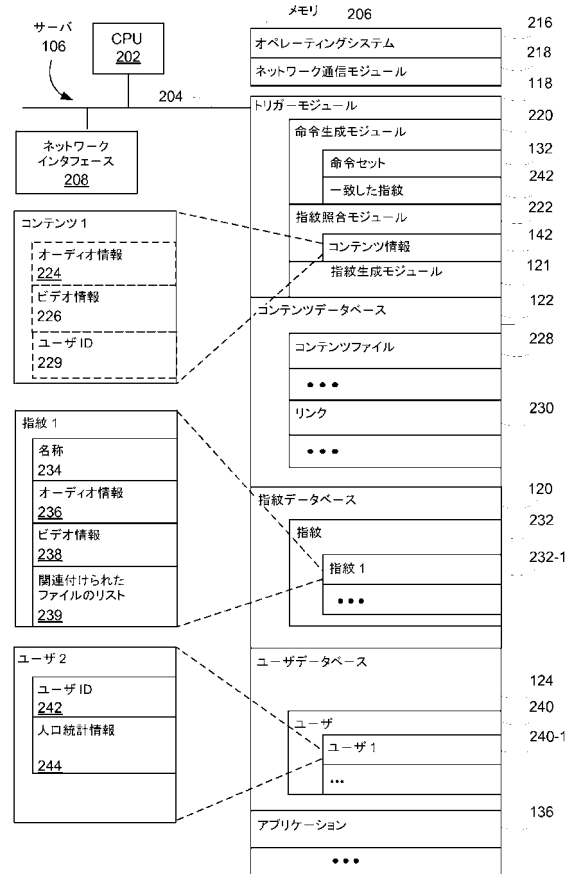 メモリ 206
サーバ
106
CPU
202
204
ネットワーク
インタフェース
208
216
オペレーティングシステム
218
ネットワーク通信モジュール
118
トリガーモジュール
220
命令生成モジュール
132
命令セット
242
一致した指紋
222
指紋照合モジュール
142
コンテンツ情報
121
指紋生成モジュール
122
コンテンツデータベース
228
コンテンツファイル
•••
230
リンク
•••
120
指紋データベース
232
指紋
232-1
指紋 1
•••
ユーザデータベース
124
240
ユーザ
240-1
ユーザ 1
...
136
アプリケーション
•••
コンテンツ 1
オーディオ情報
224
ビデオ情報
226
ユーザ ID
229
指紋 1
名称
234
オーディオ情報
236
ビデオ情報
238
関連付けられた
ファイルのリスト
239
ユーザ 2
ユーザ ID
242
人口統計情報
244